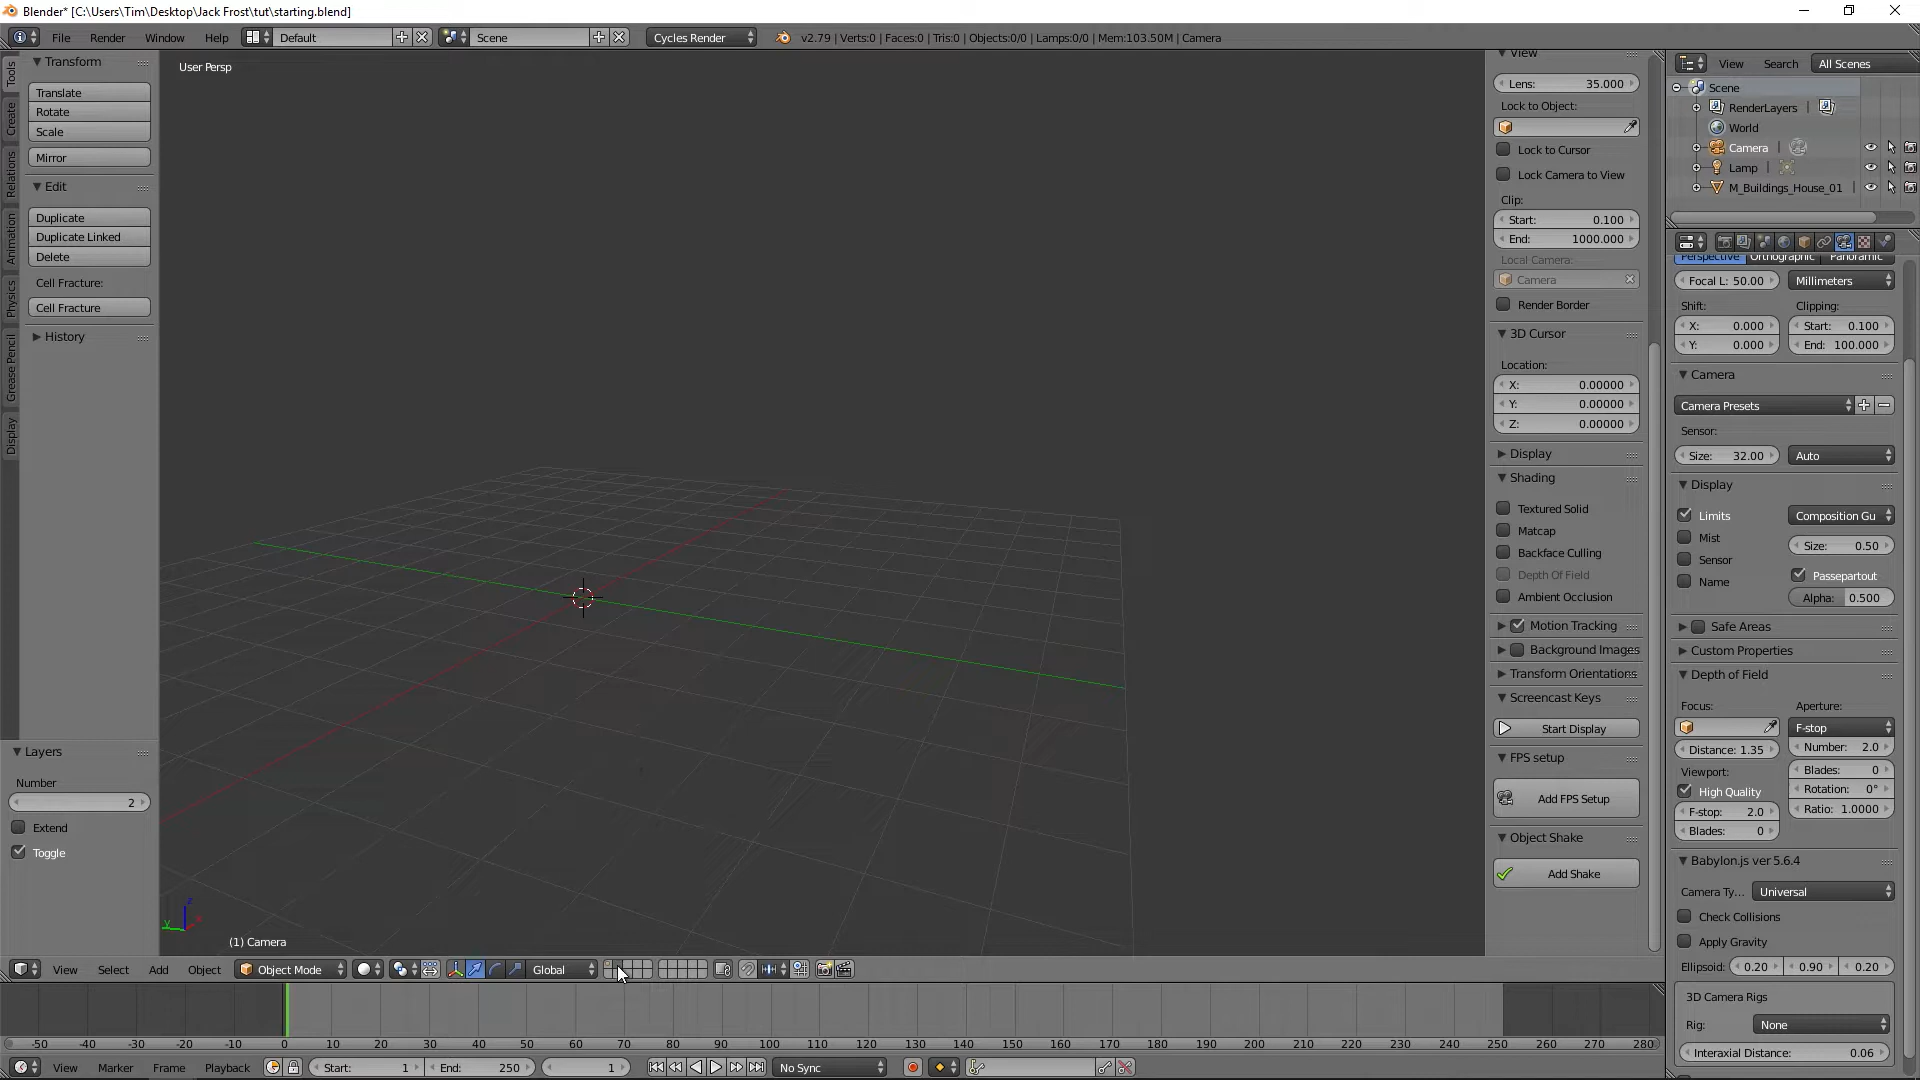 Blender* [C:\Users\Tim\Desktop\Jack Frost\tut\starting.blend]
File Render Window Help Default Scene Cycles Render v2.79 | Verts:0 | Faces:0 | Tris:0 | Objects:0/0 | Lamps:0/0 | Mem:103.50M | Camera
Tools
Create
Relations
Animation
Physics
Grease Pencil
Display
Transform
Translate
Rotate
Scale
Mirror
Edit
Duplicate
Duplicate Linked
Delete
Cell Fracture:
Cell Fracture
History
Layers
Number
2
Extend
Toggle
User Persp
(1) Camera
z
y
View
Lens: 35.000
Lock to Object:
Lock to Cursor
Lock Camera to View
Clip:
Start: 0.100
End: 1000.000
Local Camera:
Camera
Render Border
3D Cursor
Location:
X: 0.00000
Y: 0.00000
Z: 0.00000
Display
Shading
Textured Solid
Matcap
Backface Culling
Depth Of Field
Ambient Occlusion
Motion Tracking
Background Images
Transform Orientations
Screencast Keys
Start Display
FPS setup
Add FPS Setup
Object Shake
Add Shake
View Search All Scenes
Scene
RenderLayers |
World
Camera |
Lamp |
M_Buildings_House_01
Perspective Orthographic Panoramic
Focal L: 50.00 Millimeters
Shift: Clipping:
X: 0.000 Start: 0.100
Y: 0.000 End: 100.000
Camera
Camera Presets
Sensor:
Size: 32.00 Auto
Display
Limits Composition Gu
Mist
Size: 0.50
Sensor
Passepartout
Name
Alpha: 0.500
Safe Areas
Custom Properties
Depth of Field
Focus: Aperture:
F-stop
Distance: 1.35 Number: 2.0
Viewport: Blades: 0
High Quality Rotation: 0°
F-stop: 2.0 Ratio: 1.0000
Blades: 0
Babylon.js ver 5.6.4
Camera Ty... Universal
Check Collisions
Apply Gravity
Ellipsoid: 0.20 0.90 0.20
3D Camera Rigs
Rig: None
Interaxial Distance: 0.06
View Select Add Object Object Mode Global
-50 -40 -30 -20 -10 0 10 20 30 40 50 60 70 80 90 100 110 120 130 140 150 160 170 180 190 200 210 220 230 240 250 260 270 280
View Marker Frame Playback Start: 1 End: 250 1 No Sync